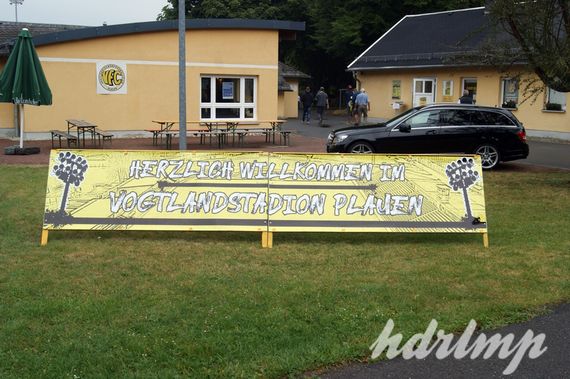 VFC
HERZLICH WILLKOMMEN IM
VOGTLANDSTADION PLAUEN
hdrlmp